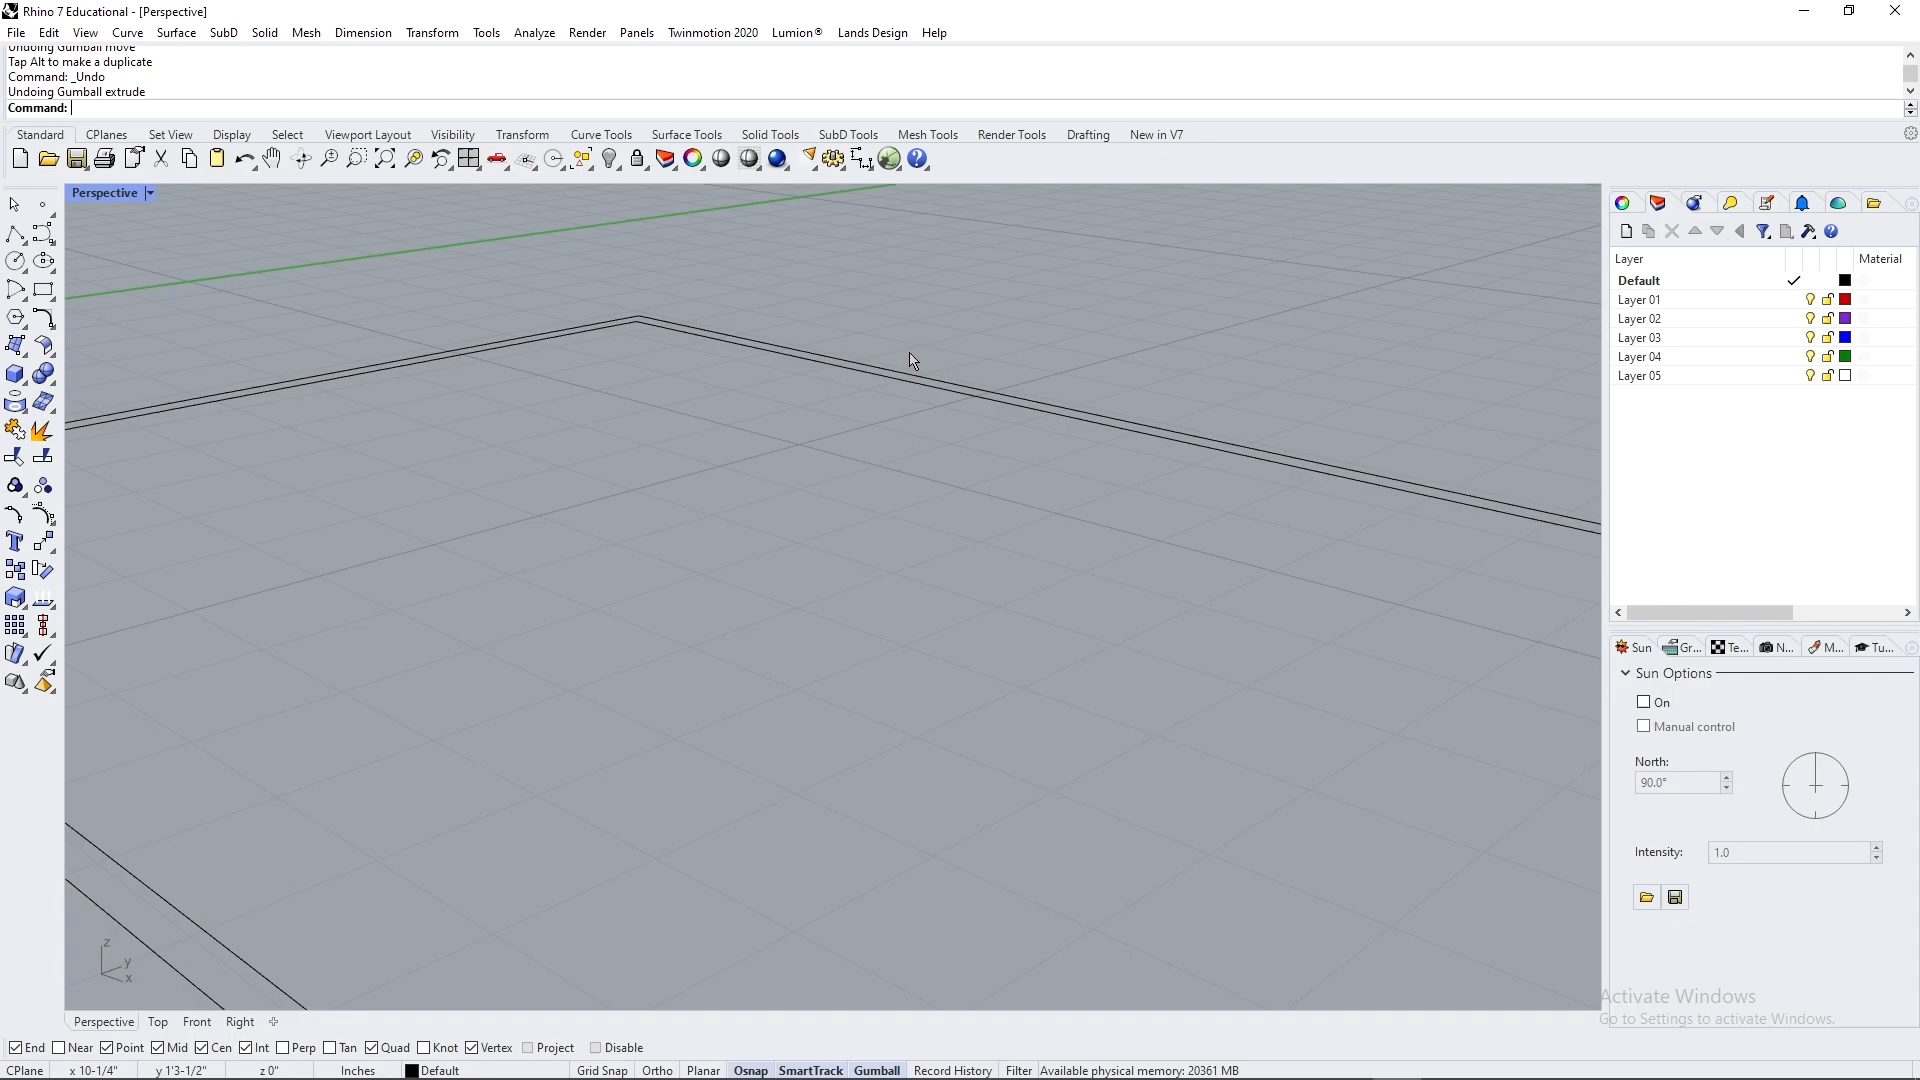 Rhino 7 Educational - [Perspective]
File Edit View Curve Surface SubD Solid Mesh Dimension Transform Tools Analyze Render Panels Twinmotion 2020 Lumion® Lands Design Help
Undoing Gumball move
Tap Alt to make a duplicate
Command: _Undo
Undoing Gumball extrude
Command:
Standard CPlanes Set View Display Select Viewport Layout Visibility Transform Curve Tools Surface Tools Solid Tools SubD Tools Mesh Tools Render Tools Drafting New in V7
Perspective
Layer Material
Default
Layer 01
Layer 02
Layer 03
Layer 04
Layer 05
Sun Gr... Te... N... M... Tu...
Sun Options
On
Manual control
North:
90.0°
Intensity: 1.0
z
y
x
Activate Windows
Go to Settings to activate Windows.
Perspective Top Front Right
End Near Point Mid Cen Int Perp Tan Quad Knot Vertex Project Disable
CPlane x 10-1/4" y 1'3-1/2" z 0" Inches Default Grid Snap Ortho Planar Osnap SmartTrack Gumball Record History Filter Available physical memory: 20361 MB